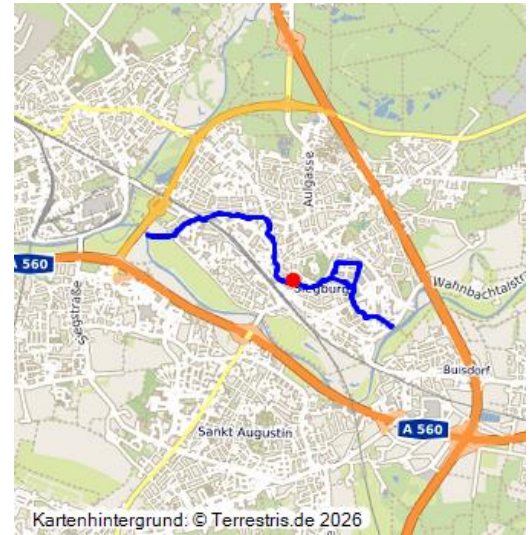 Aulgasse
A 560
Siegstraße
Siegburg
Wahnbachtalstr
Buisdorf
A 560
Sankt Augustin
Kartenhintergrund: © Terrestris.de 2026